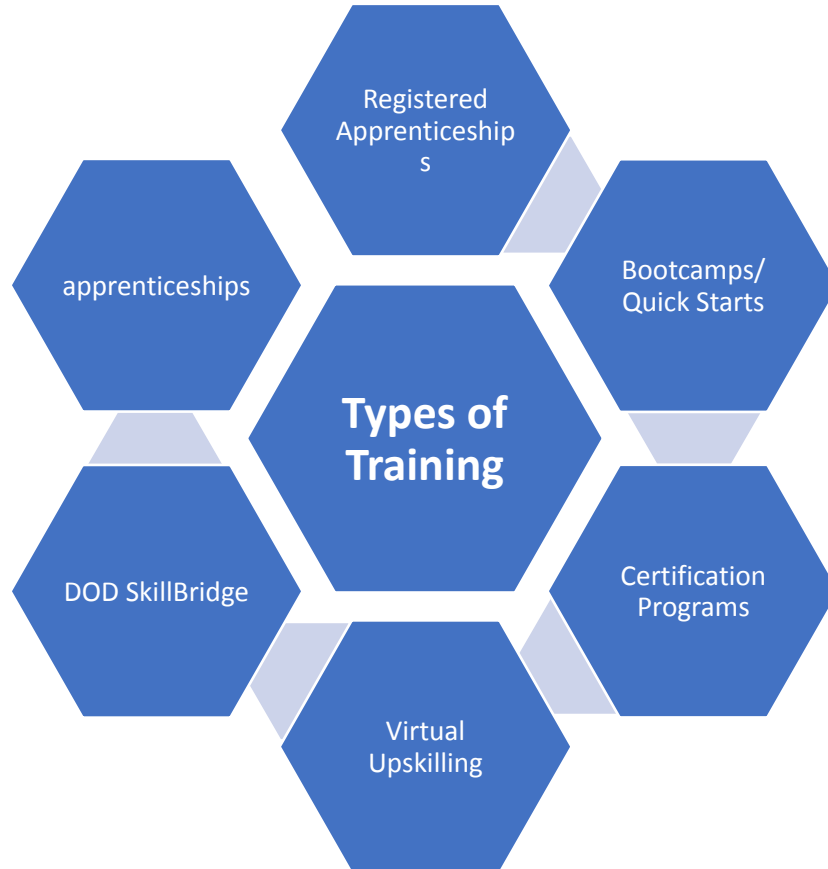 Registered
Apprenticeship
s
apprenticeships
Bootcamps/
Quick Starts
Types of
Training
DOD SkillBridge
Certification
Programs
Virtual
Upskilling